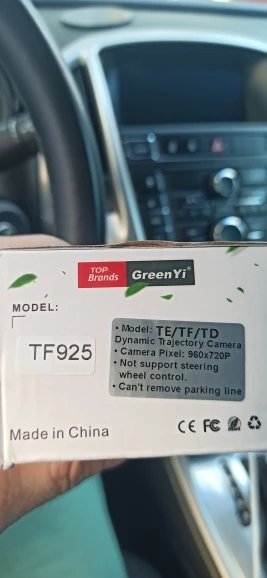 TOP Brands GreenYi®
MODEL:
TF925
• Model: TE/TF/TD
Dynamic Trajectory Camera
• Camera Pixel: 960x720P
• Not support steering
wheel control.
• Can't remove parking line
Made in China
CE FC